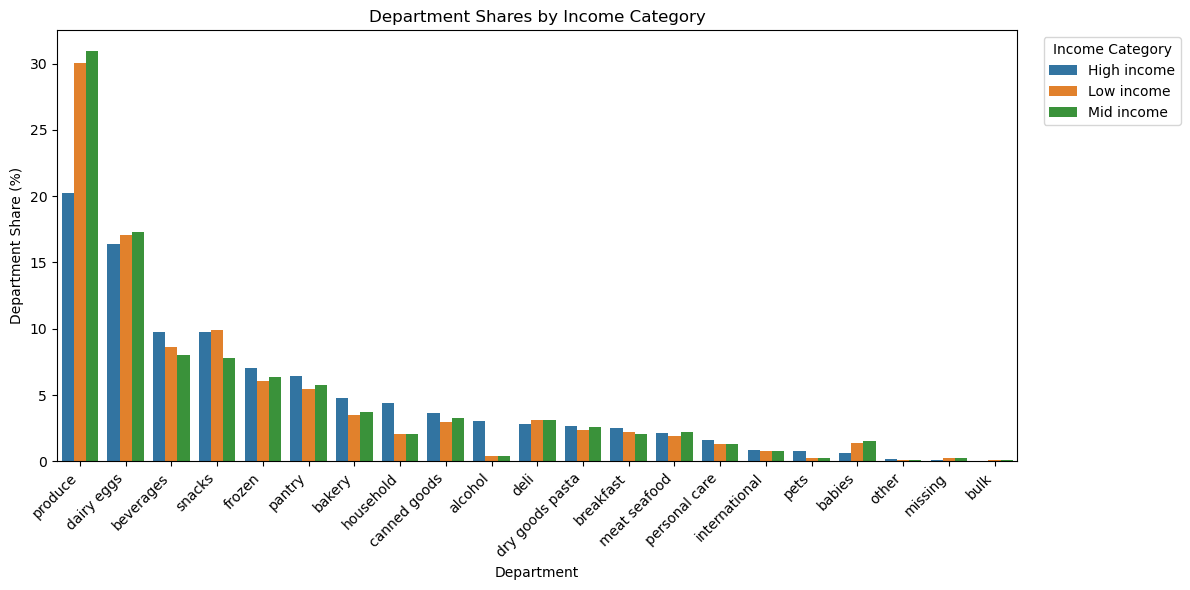 Department Shares by Income Category
Income Category
High income
Low income
Mid income
Department Share (%)
30
25
20
15
10
5
0
produce
dairy eggs
beverages
snacks
frozen
pantry
bakery
household
canned goods
alcohol
deli
dry goods pasta
breakfast
meat seafood
personal care
international
pets
babies
other
missing
bulk
Department